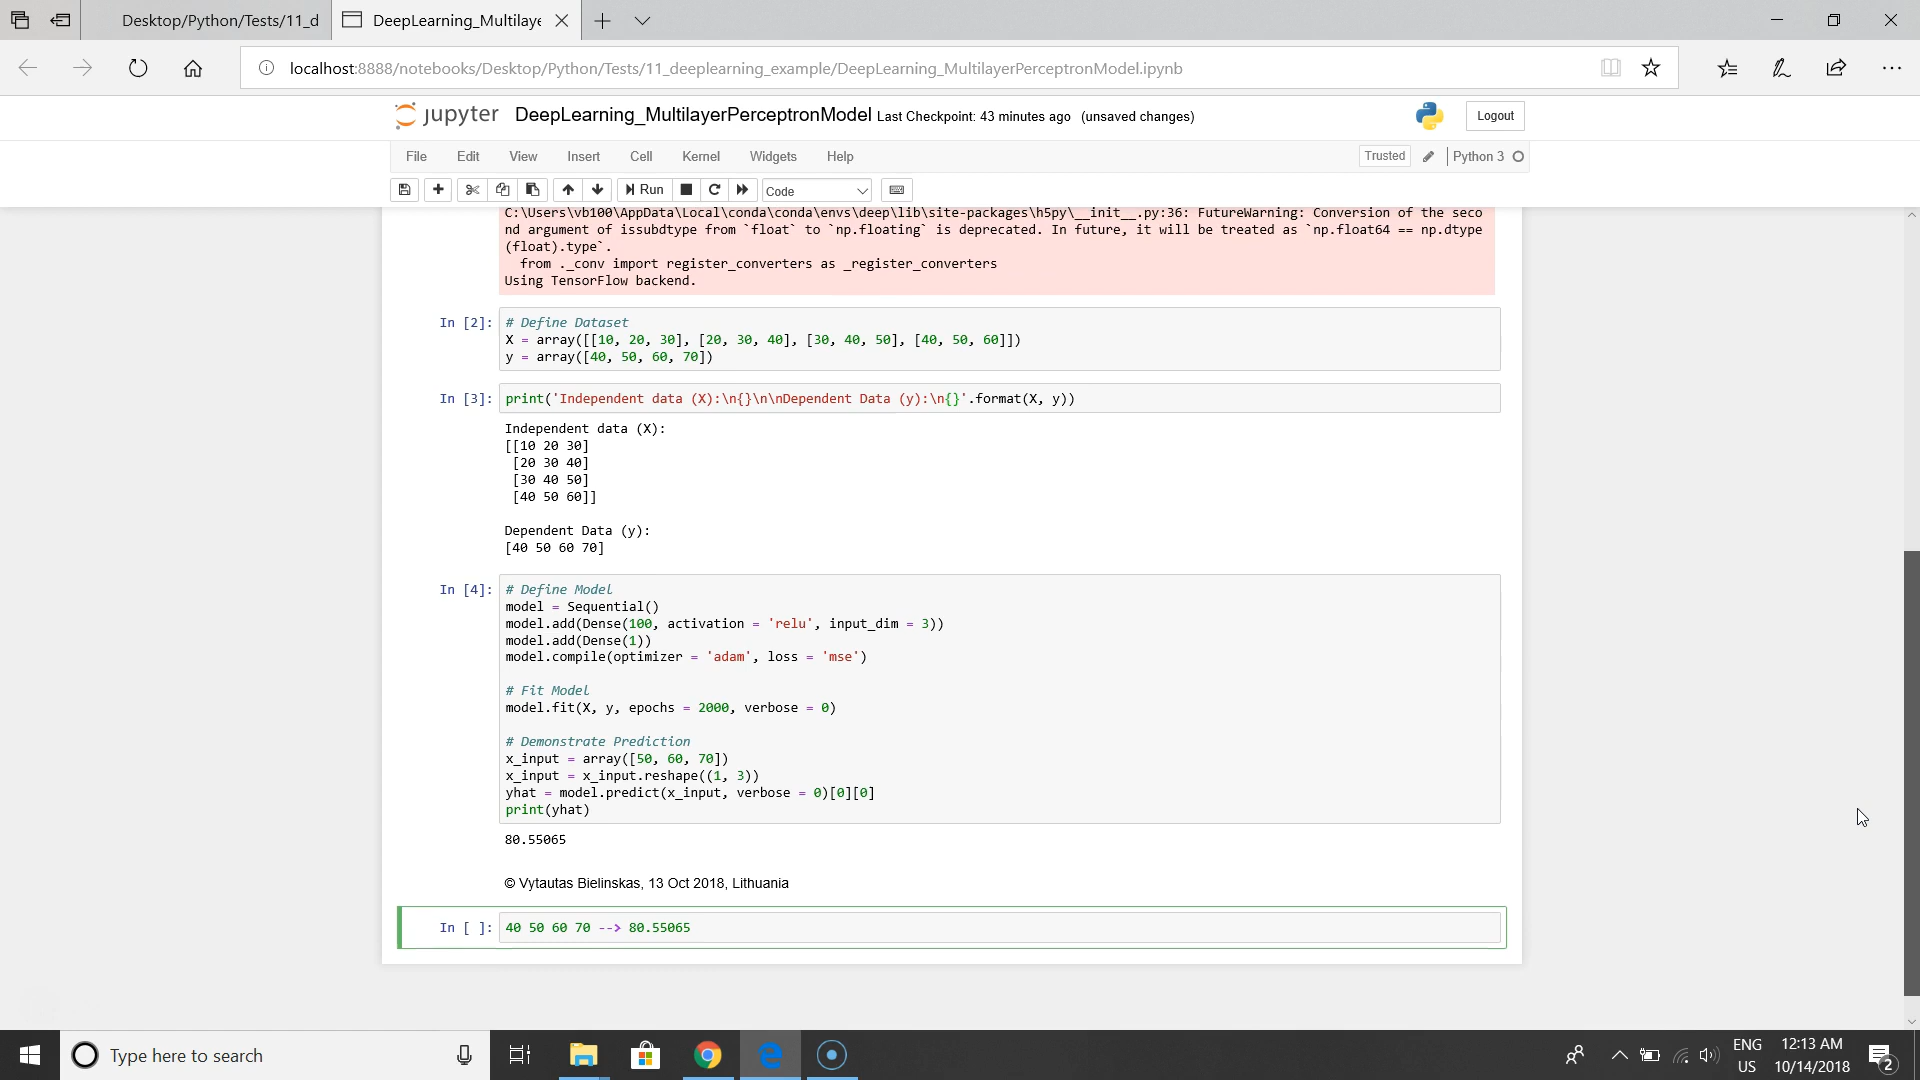 Desktop/Python/Tests/11_d
DeepLearning_Multilaye
localhost:8888/notebooks/Desktop/Python/Tests/11_deeplearning_example/DeepLearning_MultilayerPerceptronModel.ipynb
jupyter DeepLearning_MultilayerPerceptronModel Last Checkpoint: 43 minutes ago (unsaved changes)
Logout
File Edit View Insert Cell Kernel Widgets Help
Trusted Python 3
Run Code
C:\Users\vb100\AppData\Local\conda\conda\envs\deep\lib\site-packages\h5py\__init__.py:36: FutureWarning: Conversion of the seco
nd argument of issubdtype from `float` to `np.floating` is deprecated. In future, it will be treated as `np.float64 == np.dtype
(float).type`.
from ._conv import register_converters as _register_converters
Using TensorFlow backend.
In [2]: # Define Dataset
X = array([[10, 20, 30], [20, 30, 40], [30, 40, 50], [40, 50, 60]])
y = array([40, 50, 60, 70])
In [3]: print('Independent data (X):\n{}\n\nDependent Data (y):\n{}'.format(X, y))
Independent data (X):
[[10 20 30]
[20 30 40]
[30 40 50]
[40 50 60]]
Dependent Data (y):
[40 50 60 70]
In [4]: # Define Model
model = Sequential()
model.add(Dense(100, activation = 'relu', input_dim = 3))
model.add(Dense(1))
model.compile(optimizer = 'adam', loss = 'mse')
# Fit Model
model.fit(X, y, epochs = 2000, verbose = 0)
# Demonstrate Prediction
x_input = array([50, 60, 70])
x_input = x_input.reshape((1, 3))
yhat = model.predict(x_input, verbose = 0)[0][0]
print(yhat)
80.55065
© Vytautas Bielinskas, 13 Oct 2018, Lithuania
In [ ]: 40 50 60 70 --> 80.55065
Type here to search
ENG
US
12:13 AM
10/14/2018
2